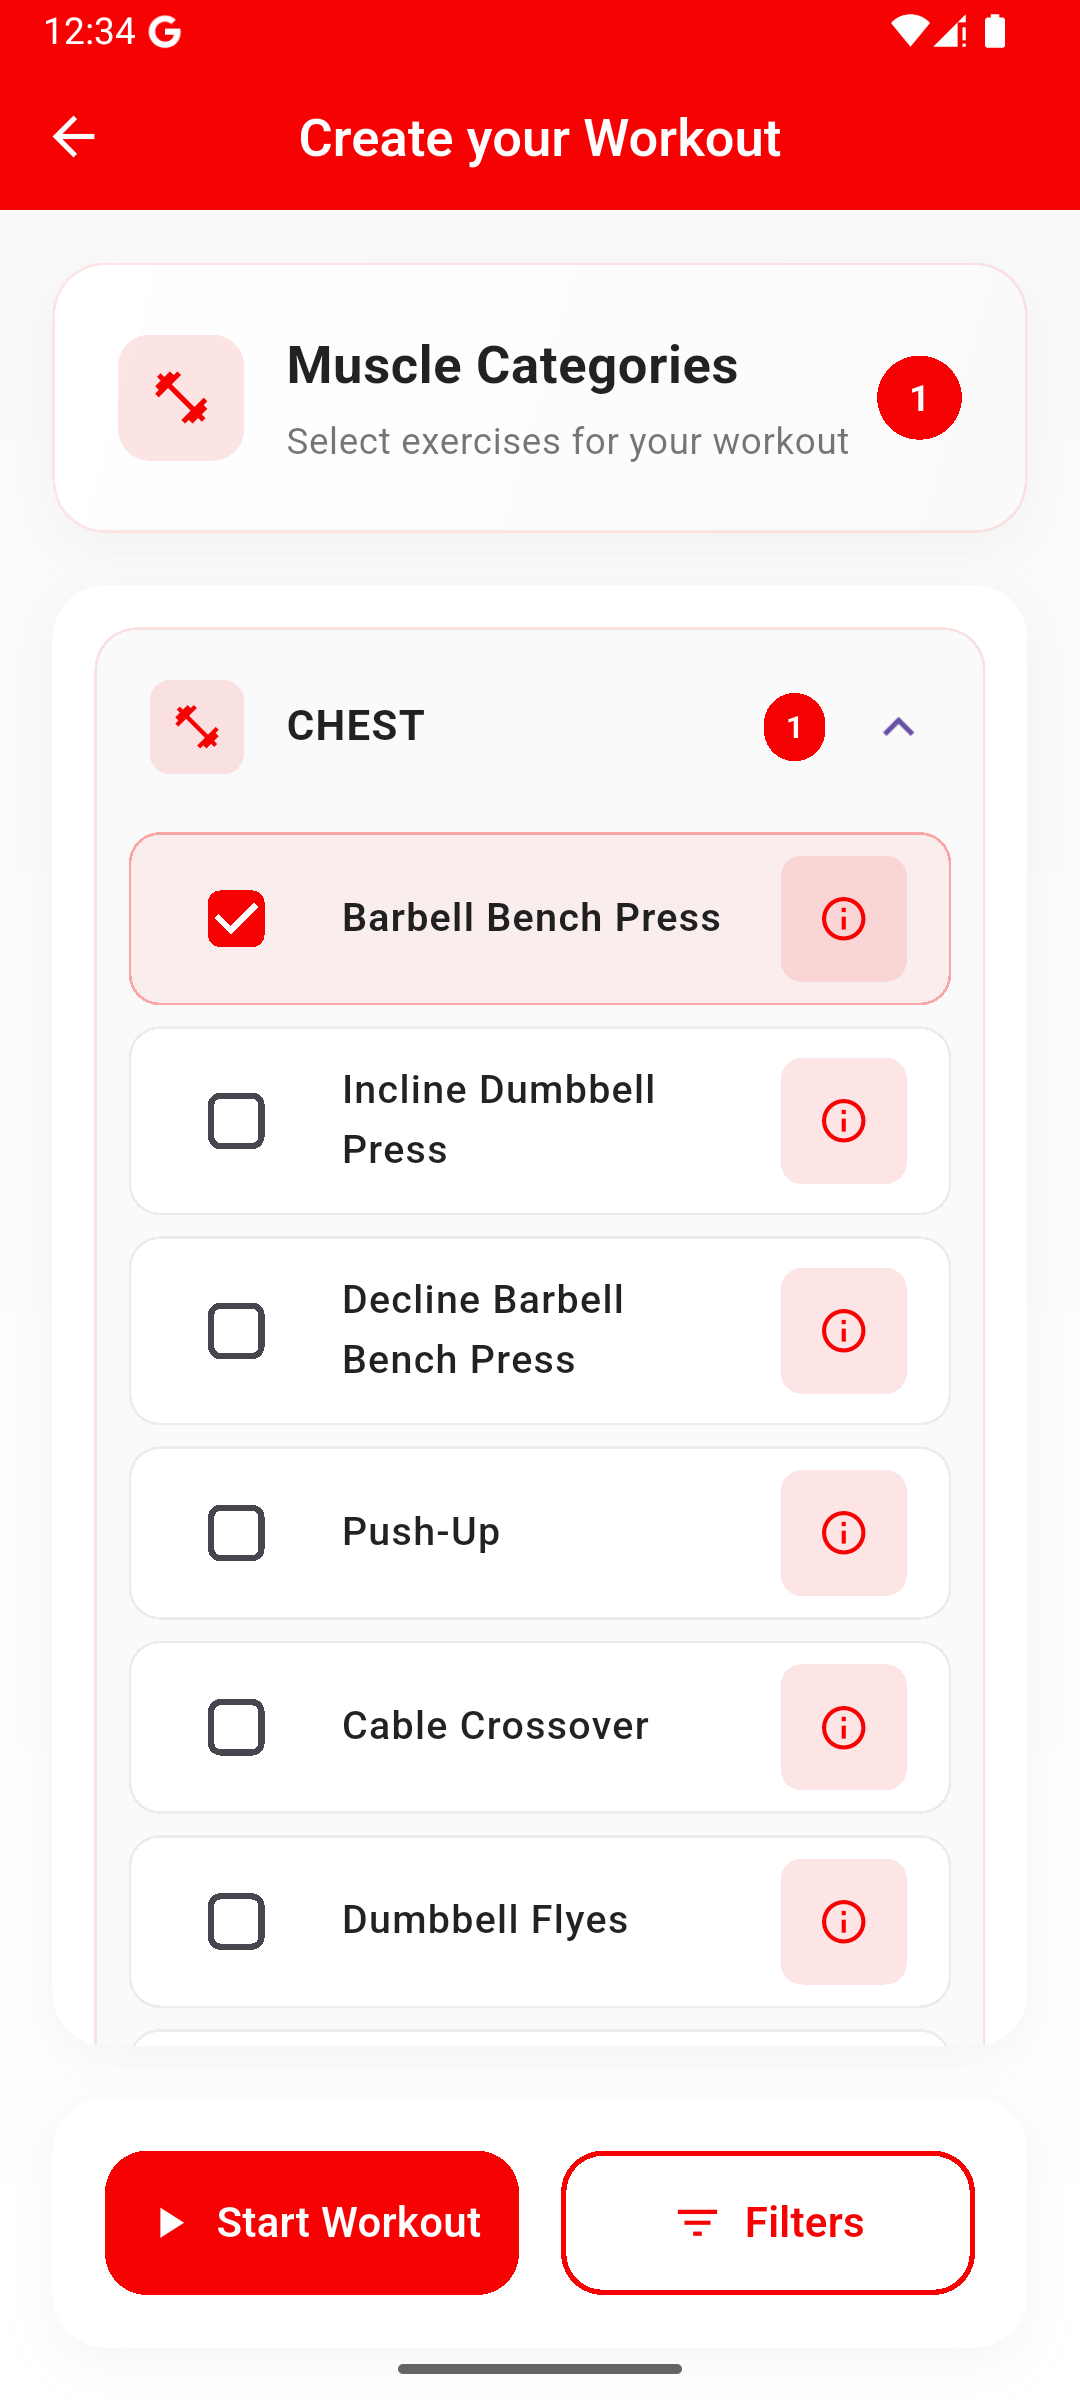 12:34
Create your Workout
Muscle Categories
Select exercises for your workout
1
CHEST
1
Barbell Bench Press
Incline Dumbbell
Press
Decline Barbell
Bench Press
Push-Up
Cable Crossover
Dumbbell Flyes
Start Workout
Filters